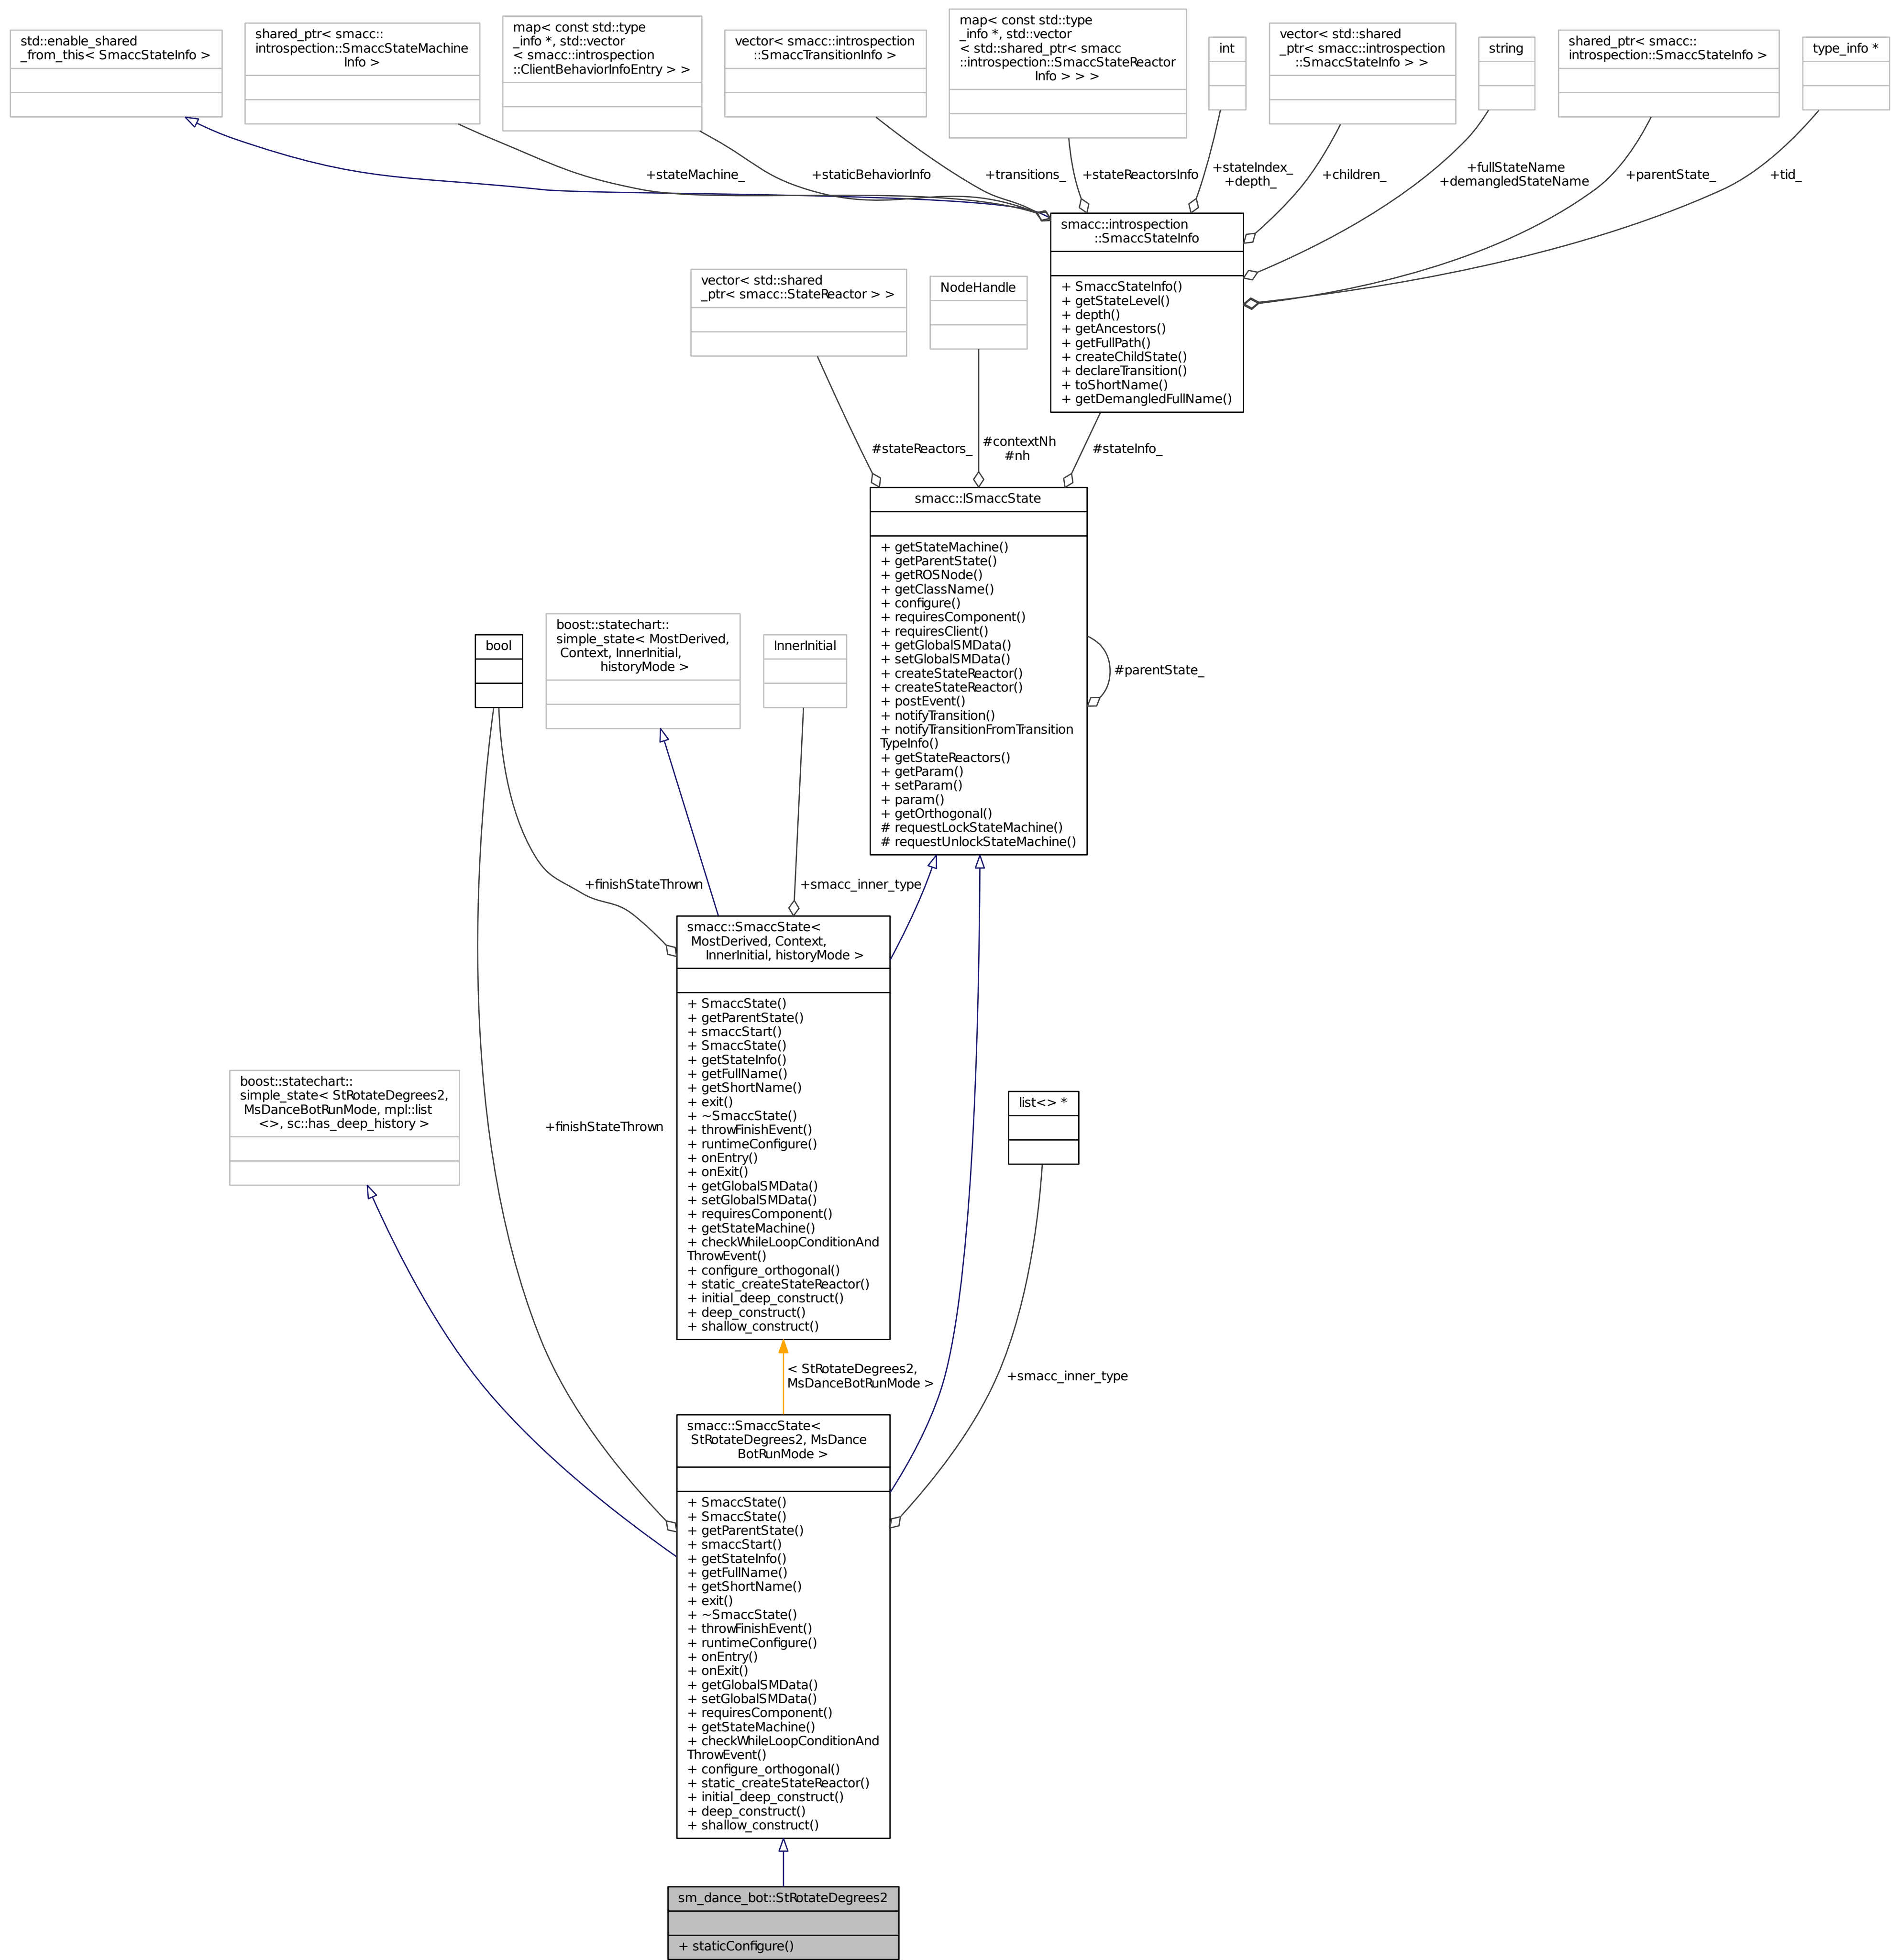 std::enable_shared
_from_this< SmaccStateInfo >
shared_ptr< smacc::
introspection::SmaccStateMachine
Info >
map< const std::type
_info *, std::vector
< smacc::introspection
::ClientBehaviorInfoEntry > >
vector< smacc::introspection
::SmaccTransitionInfo >
map< const std::type
_info *, std::vector
< std::shared_ptr< smacc
::introspection::SmaccStateReactor
Info > > >
int
vector< std::shared
_ptr< smacc::introspection
::SmaccStateInfo > >
string
shared_ptr< smacc::
introspection::SmaccStateInfo >
type_info *
+stateMachine_
+staticBehaviorInfo
+transitions_
+stateReactorsInfo
+stateIndex_
+depth_
+children_
+fullStateName
+demangledStateName
+parentState_
+tid_
smacc::introspection
::SmaccStateInfo
+ SmaccStateInfo()
+ getStateLevel()
+ depth()
+ getAncestors()
+ getFullPath()
+ createChildState()
+ declareTransition()
+ toShortName()
+ getDemangledFullName()
vector< std::shared
_ptr< smacc::StateReactor > >
NodeHandle
#stateReactors_
#contextNh
#nh
#stateInfo_
smacc::ISmaccState
+ getStateMachine()
+ getParentState()
+ getROSNode()
+ getClassName()
+ configure()
+ requiresComponent()
+ requiresClient()
+ getGlobalSMData()
+ setGlobalSMData()
+ createStateReactor()
+ createStateReactor()
+ postEvent()
+ notifyTransition()
+ notifyTransitionFromTransition
TypeInfo()
+ getStateReactors()
+ getParam()
+ setParam()
+ param()
+ getOrthogonal()
# requestLockStateMachine()
# requestUnlockStateMachine()
#parentState_
bool
boost::statechart::
simple_state< MostDerived,
Context, InnerInitial,
historyMode >
InnerInitial
+finishStateThrown
+smacc_inner_type
smacc::SmaccState<
MostDerived, Context,
InnerInitial, historyMode >
+ SmaccState()
+ getParentState()
+ smaccStart()
+ SmaccState()
+ getStateInfo()
+ getFullName()
+ getShortName()
+ exit()
+ ~SmaccState()
+ throwFinishEvent()
+ runtimeConfigure()
+ onEntry()
+ onExit()
+ getGlobalSMData()
+ setGlobalSMData()
+ requiresComponent()
+ getStateMachine()
+ checkWhileLoopConditionAnd
ThrowEvent()
+ configure_orthogonal()
+ static_createStateReactor()
+ initial_deep_construct()
+ deep_construct()
+ shallow_construct()
boost::statechart::
simple_state< StRotateDegrees2,
MsDanceBotRunMode, mpl::list
<>, sc::has_deep_history >
+finishStateThrown
list<> *
< StRotateDegrees2,
MsDanceBotRunMode >
+smacc_inner_type
smacc::SmaccState<
StRotateDegrees2, MsDance
BotRunMode >
+ SmaccState()
+ SmaccState()
+ getParentState()
+ smaccStart()
+ getStateInfo()
+ getFullName()
+ getShortName()
+ exit()
+ ~SmaccState()
+ throwFinishEvent()
+ runtimeConfigure()
+ onEntry()
+ onExit()
+ getGlobalSMData()
+ setGlobalSMData()
+ requiresComponent()
+ getStateMachine()
+ checkWhileLoopConditionAnd
ThrowEvent()
+ configure_orthogonal()
+ static_createStateReactor()
+ initial_deep_construct()
+ deep_construct()
+ shallow_construct()
sm_dance_bot::StRotateDegrees2
+ staticConfigure()